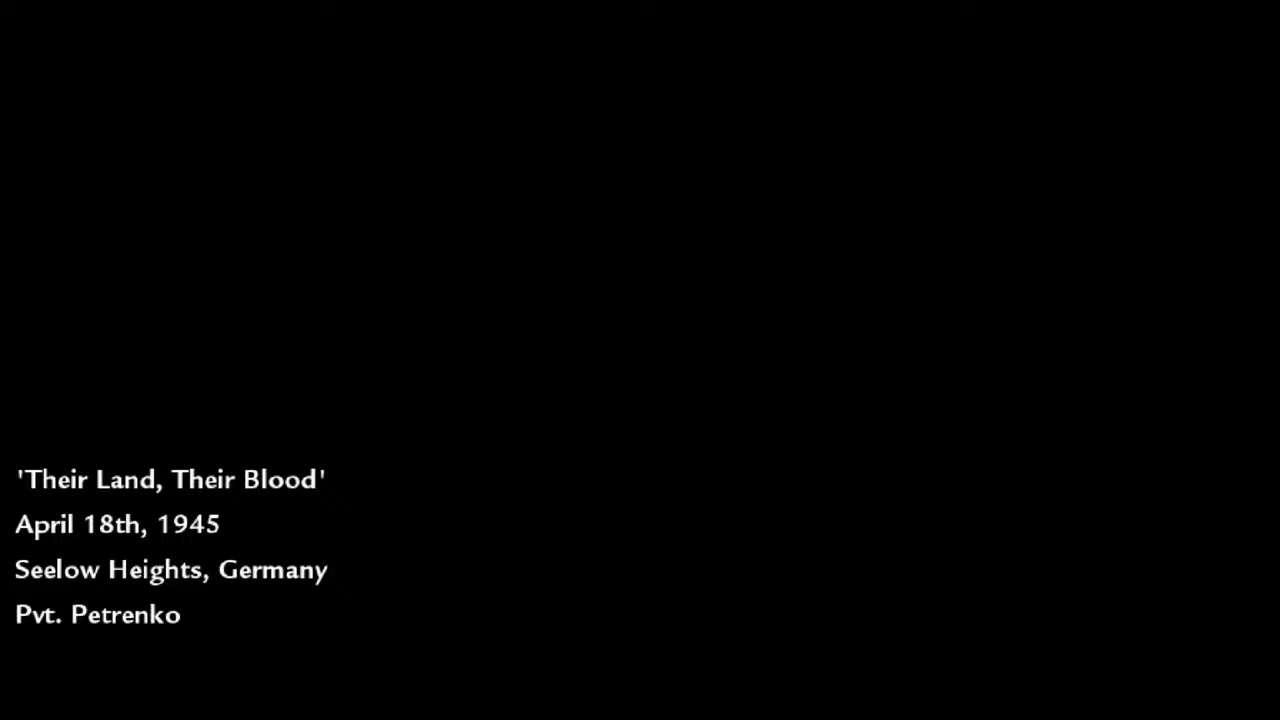 'Their Land, Their Blood'
April 18th, 1945
Seelow Heights, Germany
Pvt. Petrenko